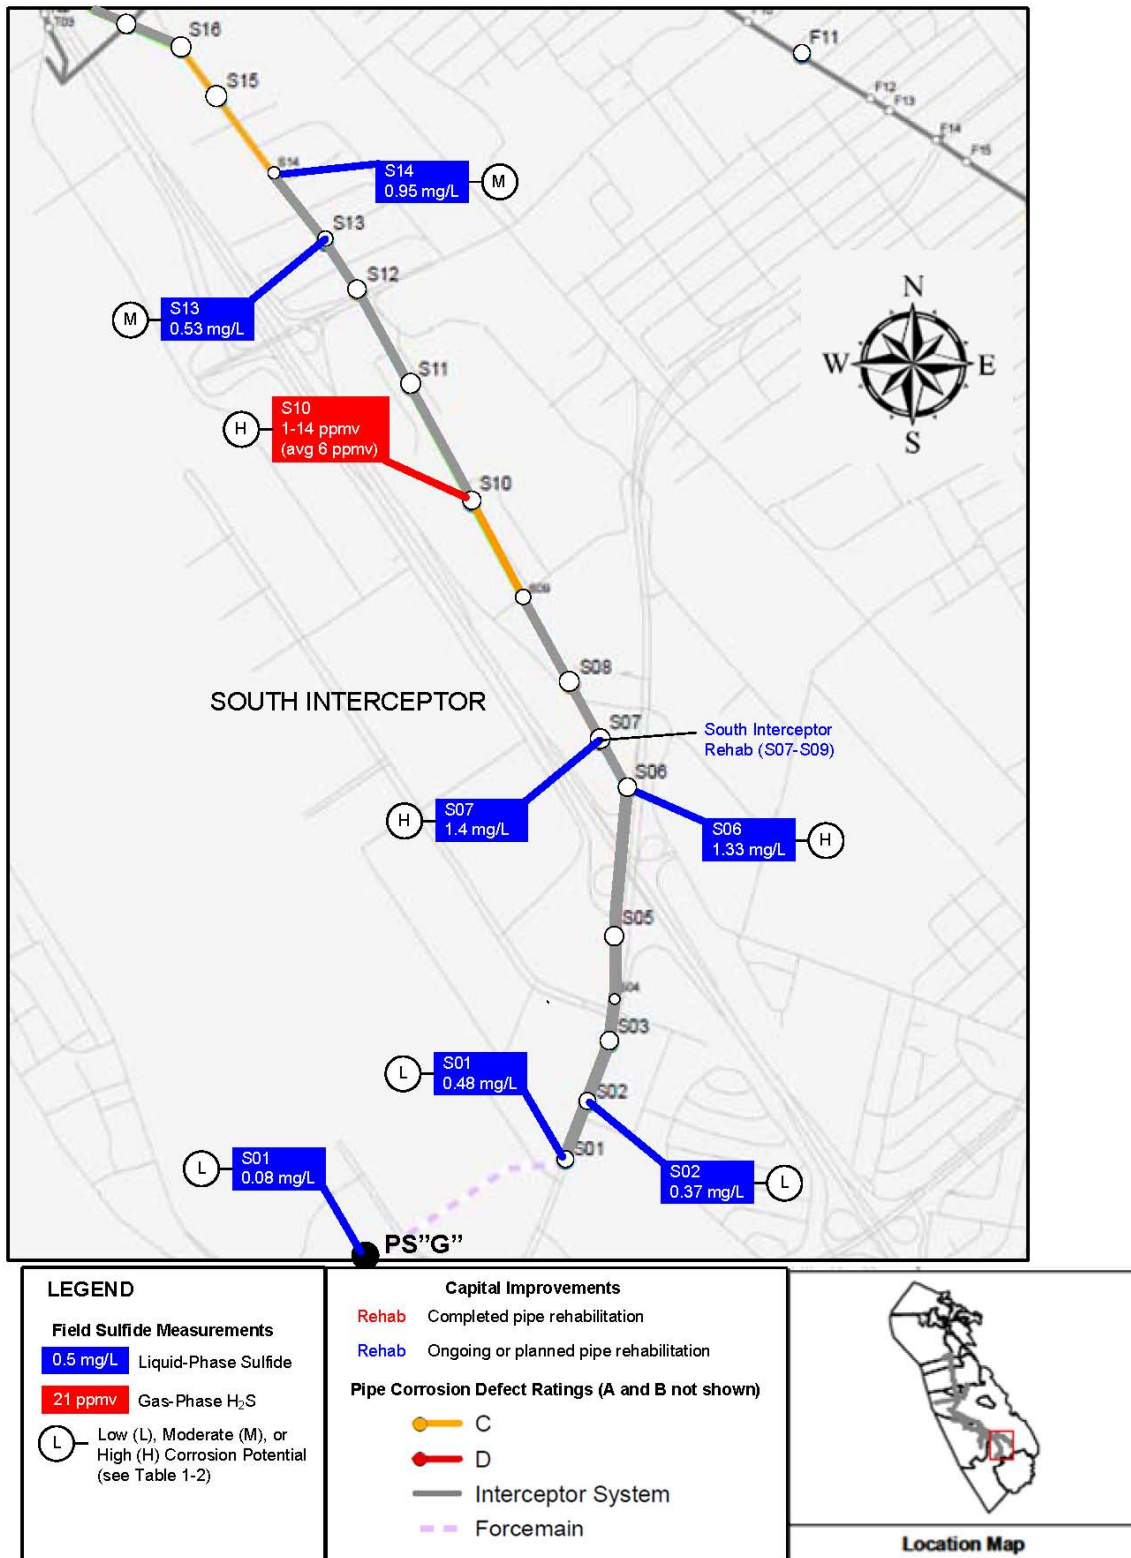 T03
S16
F11
S15
F12
F13
F14
F15
S14
S14
0.95 mg/L
M
S13
S12
S13
0.53 mg/L
M
N
W
E
S
S11
S10
1-14 ppmv
(avg 6 ppmv)
H
S10
S09
S08
SOUTH INTERCEPTOR
S07
South Interceptor
Rehab (S07-S09)
S06
S07
1.4 mg/L
H
S06
1.33 mg/L
H
S05
S04
S03
S01
0.48 mg/L
L
S02
S01
S01
0.08 mg/L
L
S02
0.37 mg/L
L
PS"G"
LEGEND
Field Sulfide Measurements
0.5 mg/L Liquid-Phase Sulfide
21 ppmv Gas-Phase H₂S
L Low (L), Moderate (M), or
High (H) Corrosion Potential
(see Table 1-2)
Capital Improvements
Rehab Completed pipe rehabilitation
Rehab Ongoing or planned pipe rehabilitation
Pipe Corrosion Defect Ratings (A and B not shown)
C
D
Interceptor System
Forcemain
Location Map